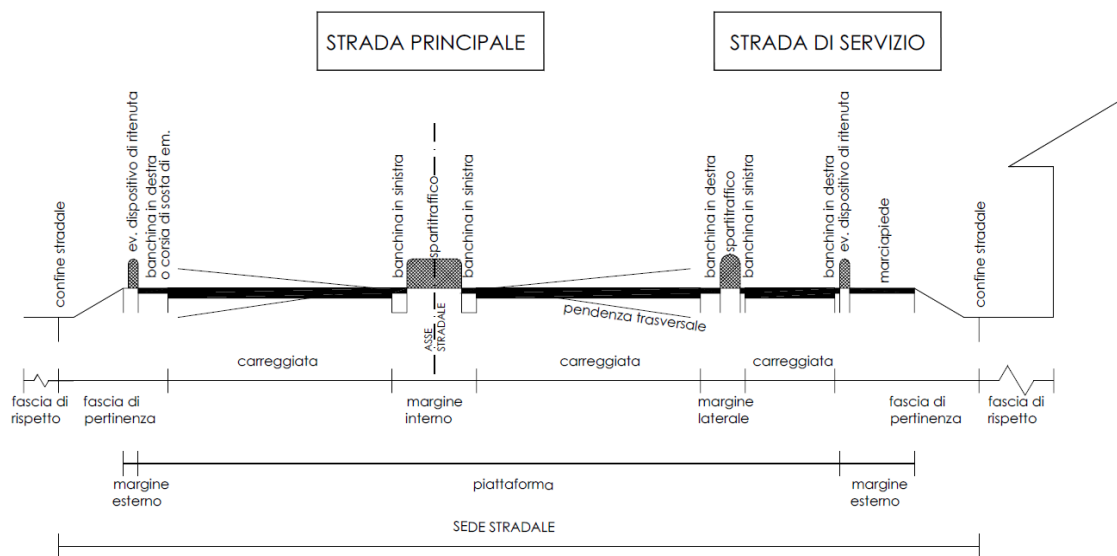 STRADA PRINCIPALE
STRADA DI SERVIZIO
confine stradale
ev. dispositivo di ritenuta
banchina in destra
o corsia di sosta di em.
banchina in sinistra
spartitraffico
banchina in sinistra
banchina in destra
spartitraffico
banchina in sinistra
banchina in destra
ev. dispositivo di ritenuta
marciapiede
confine stradale
pendenza trasversale
ASSE
STRADALE
carreggiata
carreggiata
carreggiata
fascia di
rispetto
fascia di
pertinenza
margine
interno
margine
laterale
fascia di
pertinenza
fascia di
rispetto
margine
esterno
piattaforma
margine
esterno
SEDE STRADALE